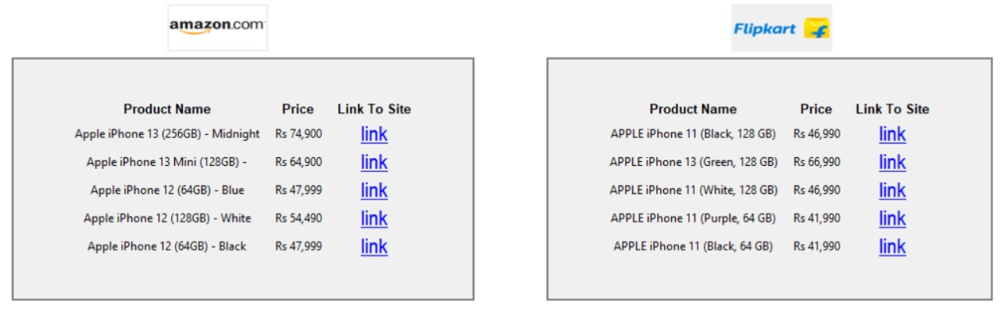 amazon.com
Product Name Price Link To Site
Apple iPhone 13 (256GB) - Midnight Rs 74,900 link
Apple iPhone 13 Mini (128GB) - Rs 64,900 link
Apple iPhone 12 (64GB) - Blue Rs 47,999 link
Apple iPhone 12 (128GB) - White Rs 54,490 link
Apple iPhone 12 (64GB) - Black Rs 47,999 link
Flipkart
Product Name Price Link To Site
APPLE iPhone 11 (Black, 128 GB) Rs 46,990 link
APPLE iPhone 13 (Green, 128 GB) Rs 66,990 link
APPLE iPhone 11 (White, 128 GB) Rs 46,990 link
APPLE iPhone 11 (Purple, 64 GB) Rs 41,990 link
APPLE iPhone 11 (Black, 64 GB) Rs 41,990 link